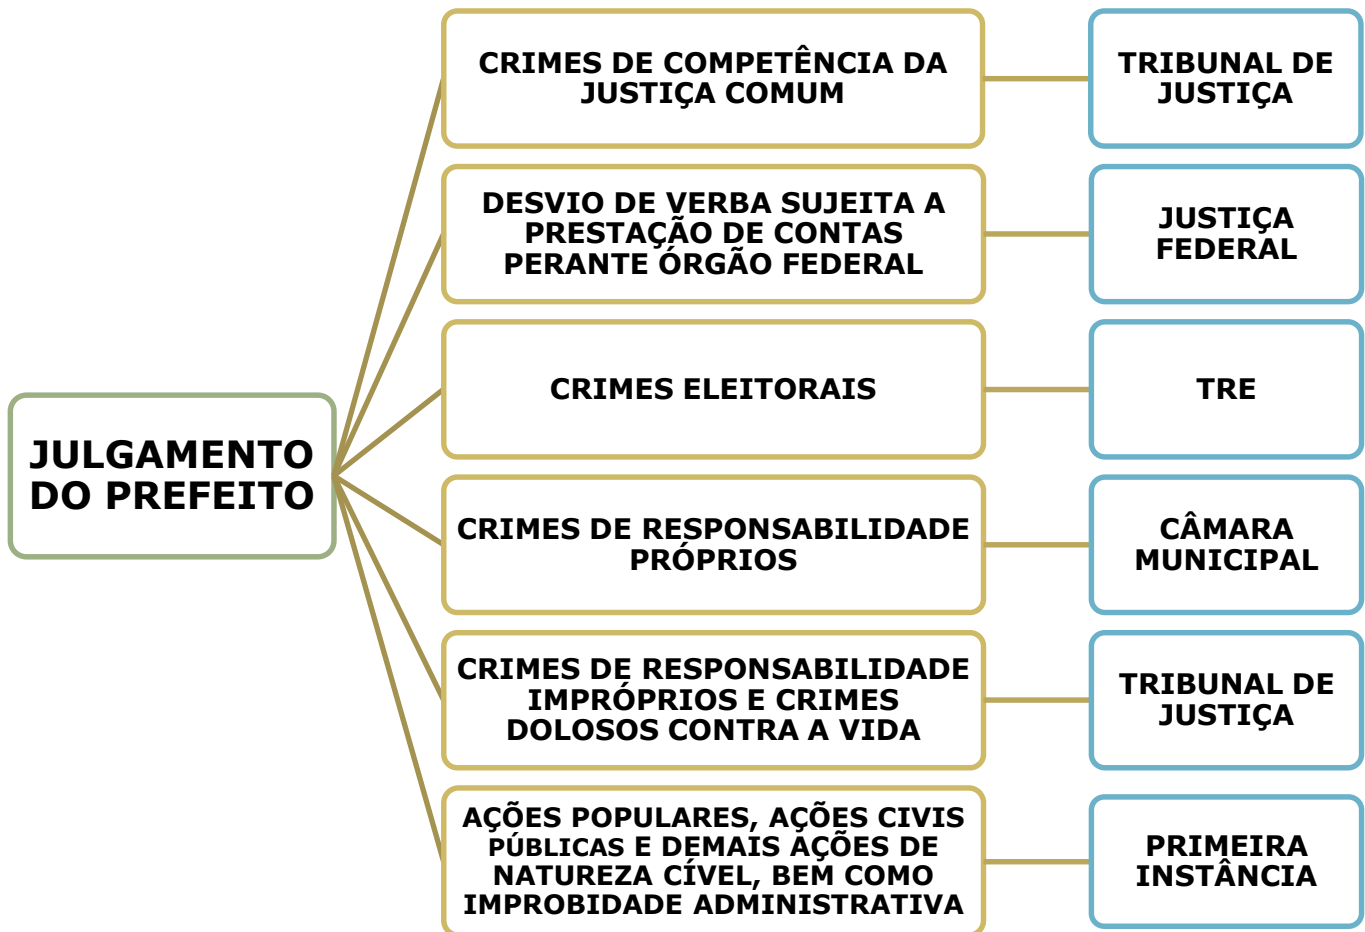 JULGAMENTO
DO PREFEITO
CRIMES DE COMPETÊNCIA DA
JUSTIÇA COMUM
TRIBUNAL DE
JUSTIÇA
DESVIO DE VERBA SUJEITA A
PRESTAÇÃO DE CONTAS
PERANTE ÓRGÃO FEDERAL
JUSTIÇA
FEDERAL
CRIMES ELEITORAIS
TRE
CRIMES DE RESPONSABILIDADE
PRÓPRIOS
CÂMARA
MUNICIPAL
CRIMES DE RESPONSABILIDADE
IMPRÓPRIOS E CRIMES
DOLOSOS CONTRA A VIDA
TRIBUNAL DE
JUSTIÇA
AÇÕES POPULARES, AÇÕES CIVIS
PÚBLICAS E DEMAIS AÇÕES DE
NATUREZA CÍVEL, BEM COMO
IMPROBIDADE ADMINISTRATIVA
PRIMEIRA
INSTÂNCIA